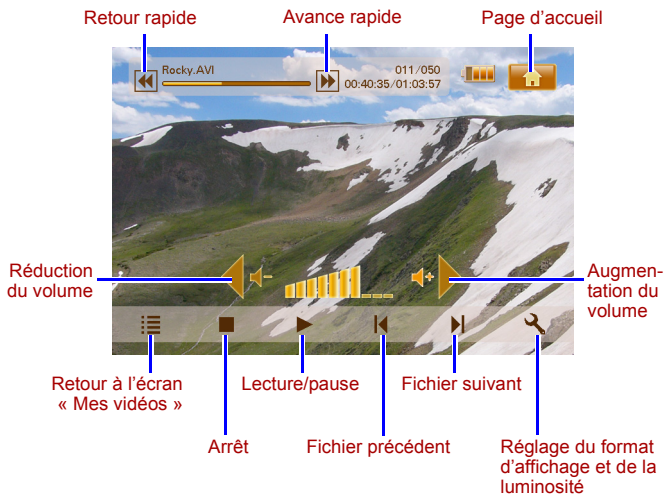 Retour rapide
Avance rapide
Page d’accueil
Rocky.AVI
011/050
00:40:35/01:03:57
Réduction
du volume
Augmen-
tation du
volume
Retour à l’écran
« Mes vidéos »
Lecture/pause
Fichier suivant
Arrêt
Fichier précédent
Réglage du format
d’affichage et de la
luminosité